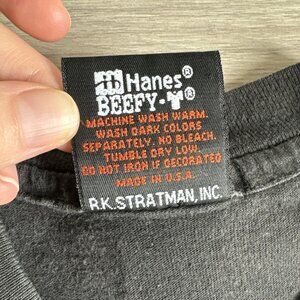 Hanes®
BEEFY-T®
MACHINE WASH WARM.
WASH DARK COLORS
SEPARATELY. NO BLEACH.
TUMBLE DRY LOW.
DO NOT IRON IF DECORATED
MADE IN U.S.A.
R.K. STRATMAN, INC.